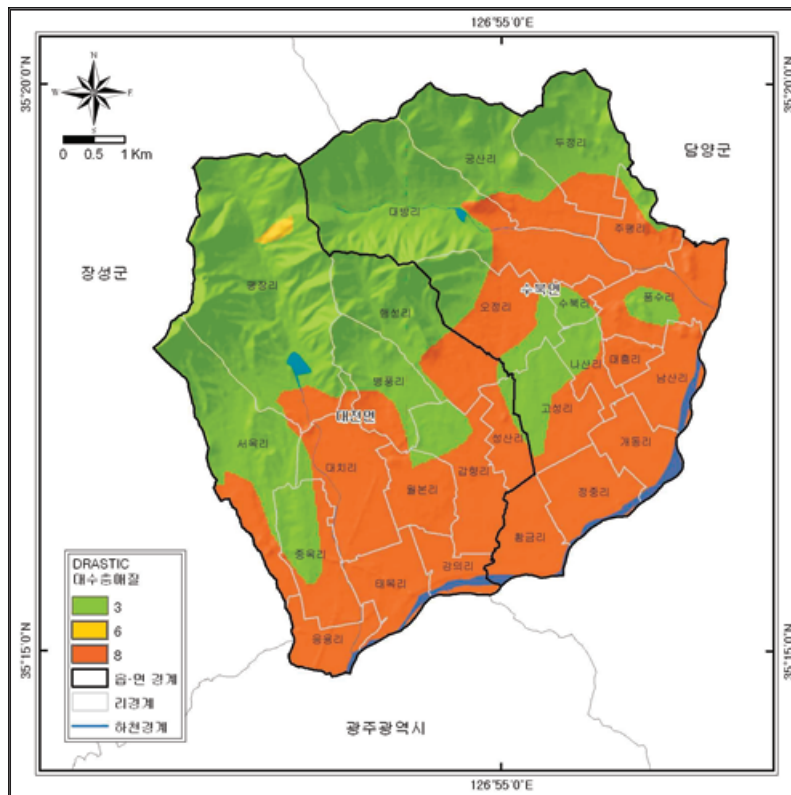 126°55'0"E
35°20'0"N
35°20'0"N
N
W
E
S
0 0.5 1 Km
두정리
궁산리
담양군
대방리
주평리
장성군
평장리
수북면
행성리
오정리
수북리
풍수리
나산리
대흥리
병풍리
남산리
고성리
대전면
서옥리
성산리
개동리
대치리
갑향리
월본리
정중리
황금리
중옥리
강의리
태목리
응용리
DRASTIC
대수층매질
3
6
8
읍·면 경계
리경계
하천경계
35°15'0"N
35°15'0"N
광주광역시
126°55'0"E